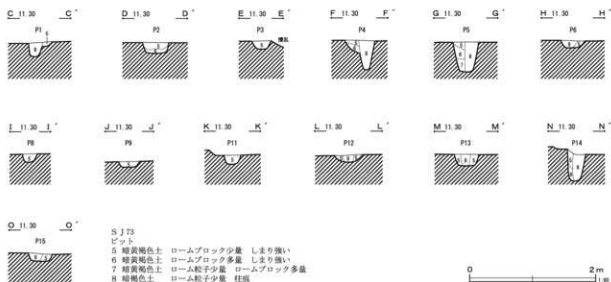 C 11.30 C´ D 11.30 D´ E 11.30 E´ F 11.30 F´ G 11.30 G´ H 11.30 H´
P1 P2 P3 P4 P5 P6
I 11.30 I´ J 11.30 J´ K 11.30 K´ L 11.30 L´ M 11.30 M´ N 11.30 N´
P8 P9 P11 P12 P13 P14
O 11.30 O´
P15
SJ73
ピット
5 暗黄褐色土 ロームブロック少量 しまり強い
6 暗黄褐色土 ロームブロック多量 しまり強い
7 暗黄褐色土 ローム粒子少量 ロームブロック多量
8 暗褐色土 ローム粒子少量 柱痕
0 2m